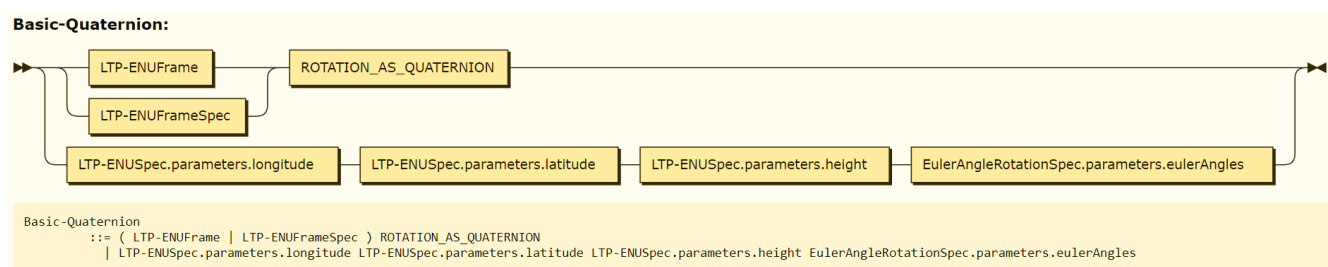 Basic-Quaternion:
LTP-ENUFrame ROTATION_AS_QUATERNION
LTP-ENUFrameSpec
LTP-ENUSpec.parameters.longitude LTP-ENUSpec.parameters.latitude LTP-ENUSpec.parameters.height EulerAngleRotationSpec.parameters.eulerAngles
Basic-Quaternion
::= ( LTP-ENUFrame | LTP-ENUFrameSpec ) ROTATION_AS_QUATERNION
| LTP-ENUSpec.parameters.longitude LTP-ENUSpec.parameters.latitude LTP-ENUSpec.parameters.height EulerAngleRotationSpec.parameters.eulerAngles